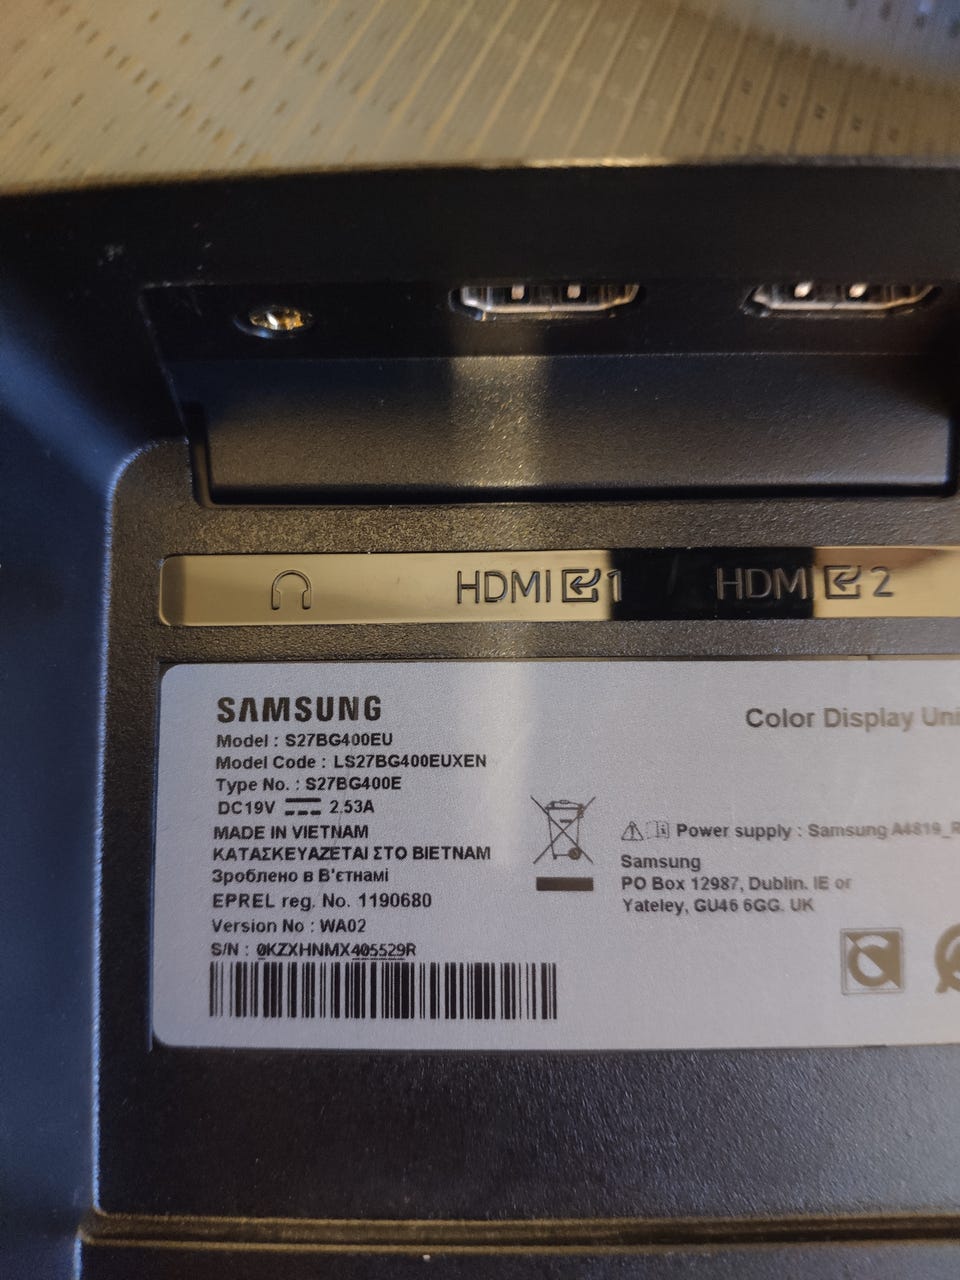 HDMI 1
HDMI 2
SAMSUNG
Color Display
Model : S27BG400EU
Model Code : LS27BG400EUXEN
Type No. : S27BG400E
DC19V 2.53A
MADE IN VIETNAM
ΚΑΤΑΣΚΕΥΑΖΕΤΑΙ ΣΤΟ ΒΙΕΤΝΑΜ
Зроблено в В'єтнамі
EPREL reg. No. 1190680
Version No : WA02
S/N : 0KZXHNMX405529R
Power supply : Samsung A4819_
Samsung
PO Box 12987, Dublin. IE or
Yateley, GU46 6GG. UK